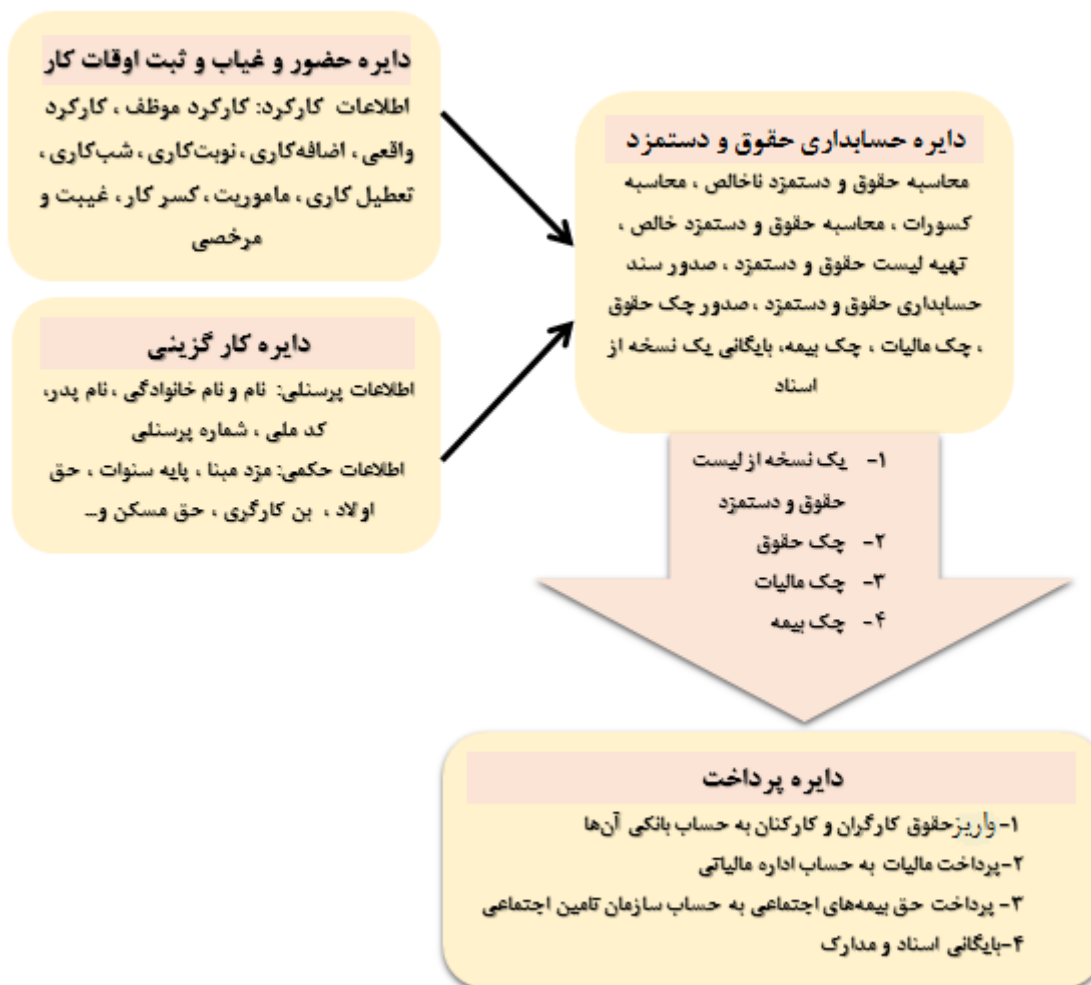 دایره حضور و غیاب و ثبت اوقات کار
اطلاعات کارکرد: کارکرد موظف ، کارکرد
واقعی ، اضافه‌کاری ، نوبت‌کاری ، شب‌کاری ،
تعطیل کاری ، ماموریت ، کسر کار ، غیبت و
مرخصی
دایره کار گزینی
اطلاعات پرسنلی: نام و نام خانوادگی ، نام پدر،
کد ملی ، شماره پرسنلی
اطلاعات حکمی: مزد مبنا ، پایه سنوات ، حق
اولاد ، بن کارگری ، حق مسکن و...
دایره حسابداری حقوق و دستمزد
محاسبه حقوق و دستمزد ناخالص ، محاسبه
کسورات ، محاسبه حقوق و دستمزد خالص ،
تهیه لیست حقوق و دستمزد ، صدور سند
حسابداری حقوق و دستمزد ، صدور چک حقوق
، چک مالیات ، چک بیمه، بایگانی یک نسخه از
اسناد
۱- یک نسخه از لیست
حقوق و دستمزد
۲- چک حقوق
۳- چک مالیات
۴- چک بیمه
دایره پرداخت
۱-واریزحقوق کارگران و کارکنان به حساب بانکی آن‌ها
۲-پرداخت مالیات به حساب اداره مالیاتی
۳- پرداخت حق بیمه‌های اجتماعی به حساب سازمان تامین اجتماعی
۴-بایگانی اسناد و مدارک